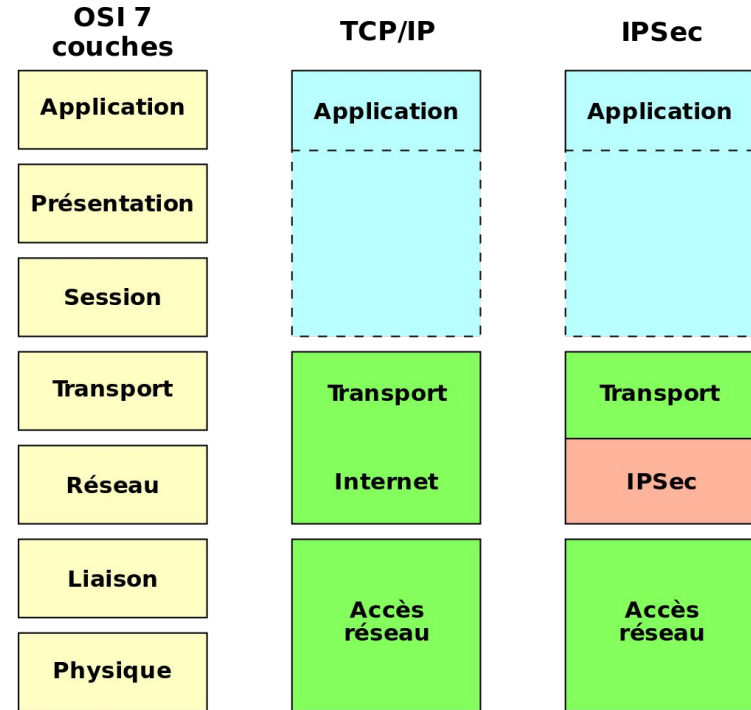 OSI 7
couches
Application
Présentation
Session
Transport
Réseau
Liaison
Physique
TCP/IP
Application
Transport
Internet
Accès
réseau
IPSec
Application
Transport
IPSec
Accès
réseau